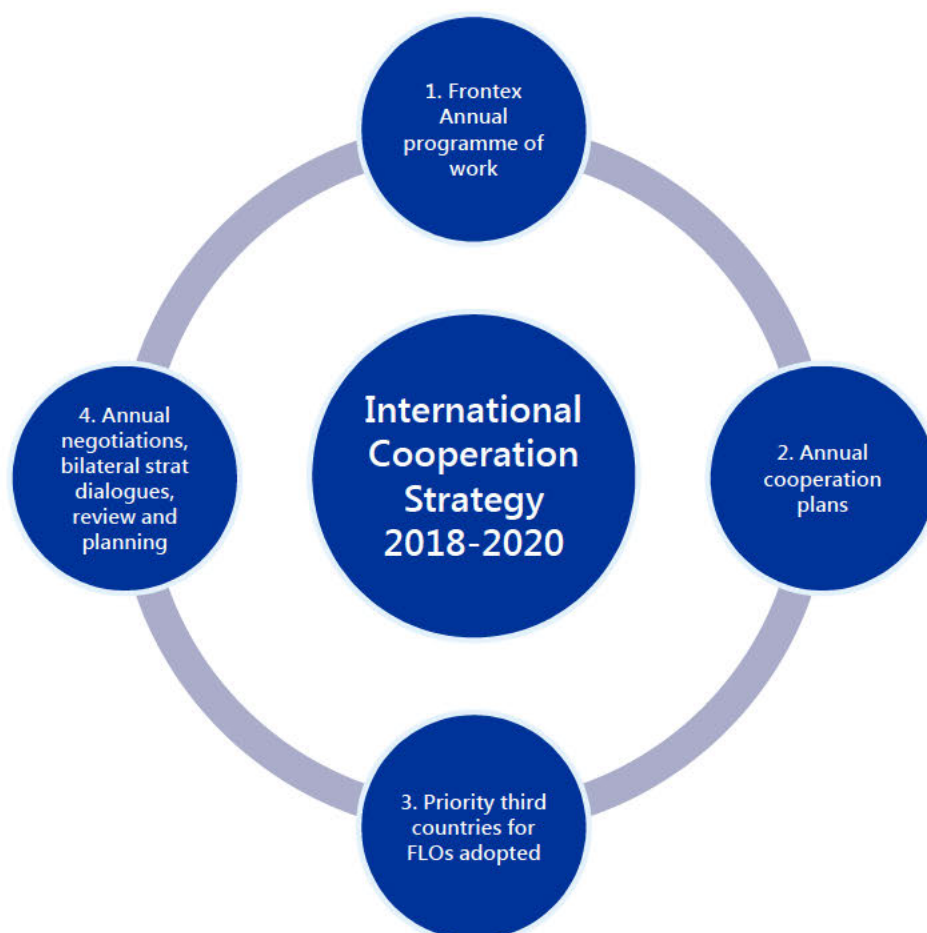 1. Frontex
Annual
programme of
work
International
Cooperation
Strategy
2018-2020
2. Annual
cooperation
plans
3. Priority third
countries for
FLOs adopted
4. Annual
negotiations,
bilateral strat
dialogues,
review and
planning